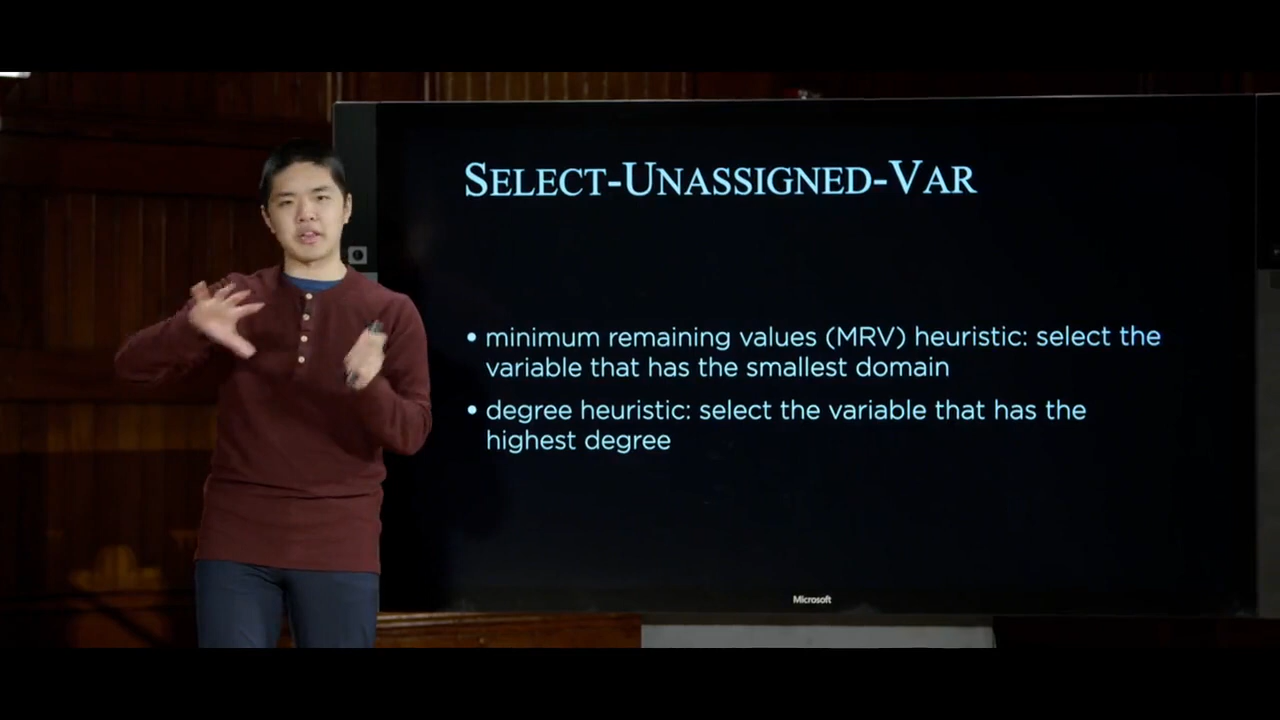 SELECT-UNASSIGNED-VAR
• minimum remaining values (MRV) heuristic: select the
variable that has the smallest domain
• degree heuristic: select the variable that has the
highest degree
Microsoft